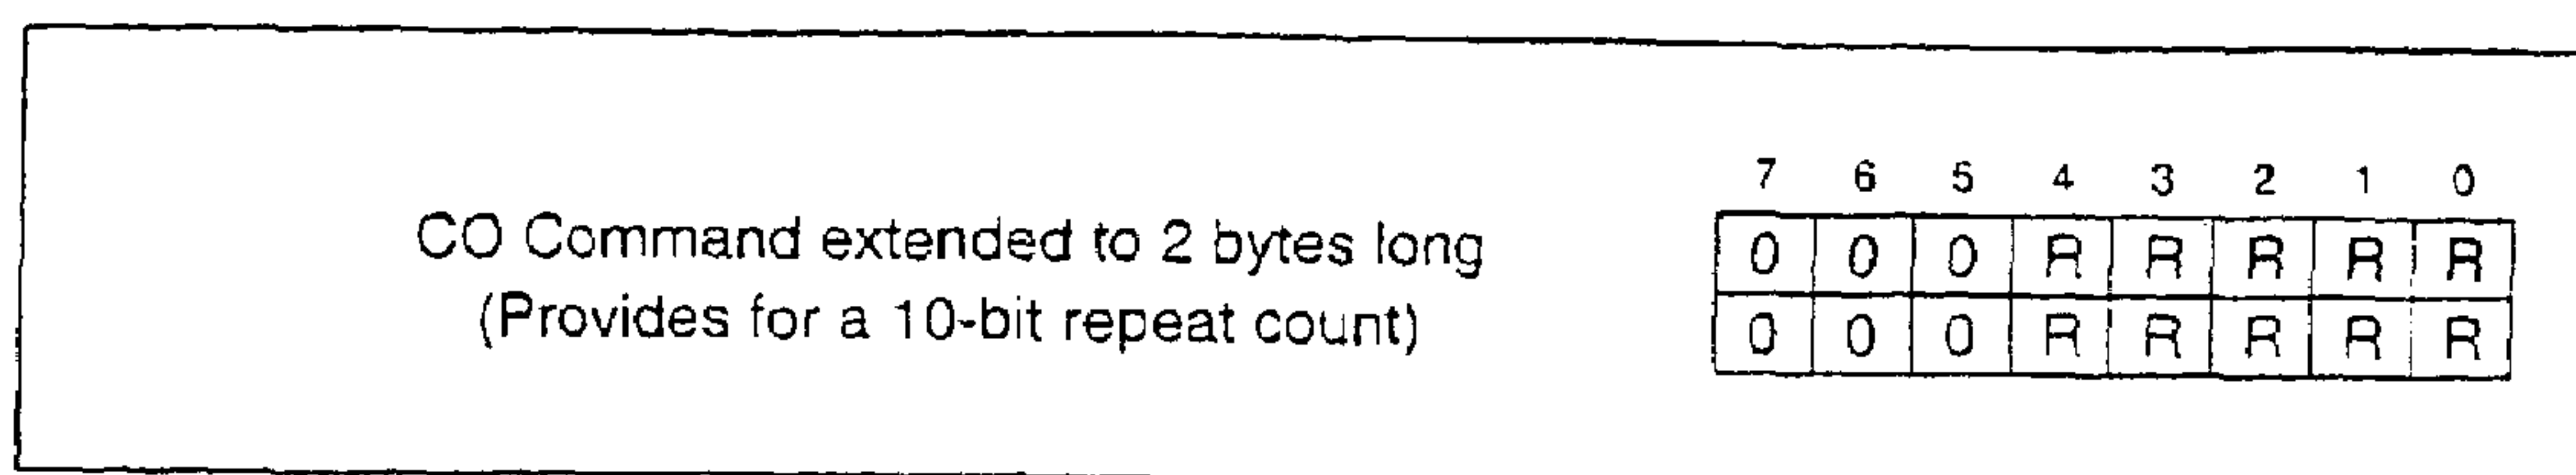 7 6 5 4 3 2 1 0
CO Command extended to 2 bytes long
0 0 0 R R R R R
(Provides for a 10-bit repeat count)
0 0 0 R R R R R